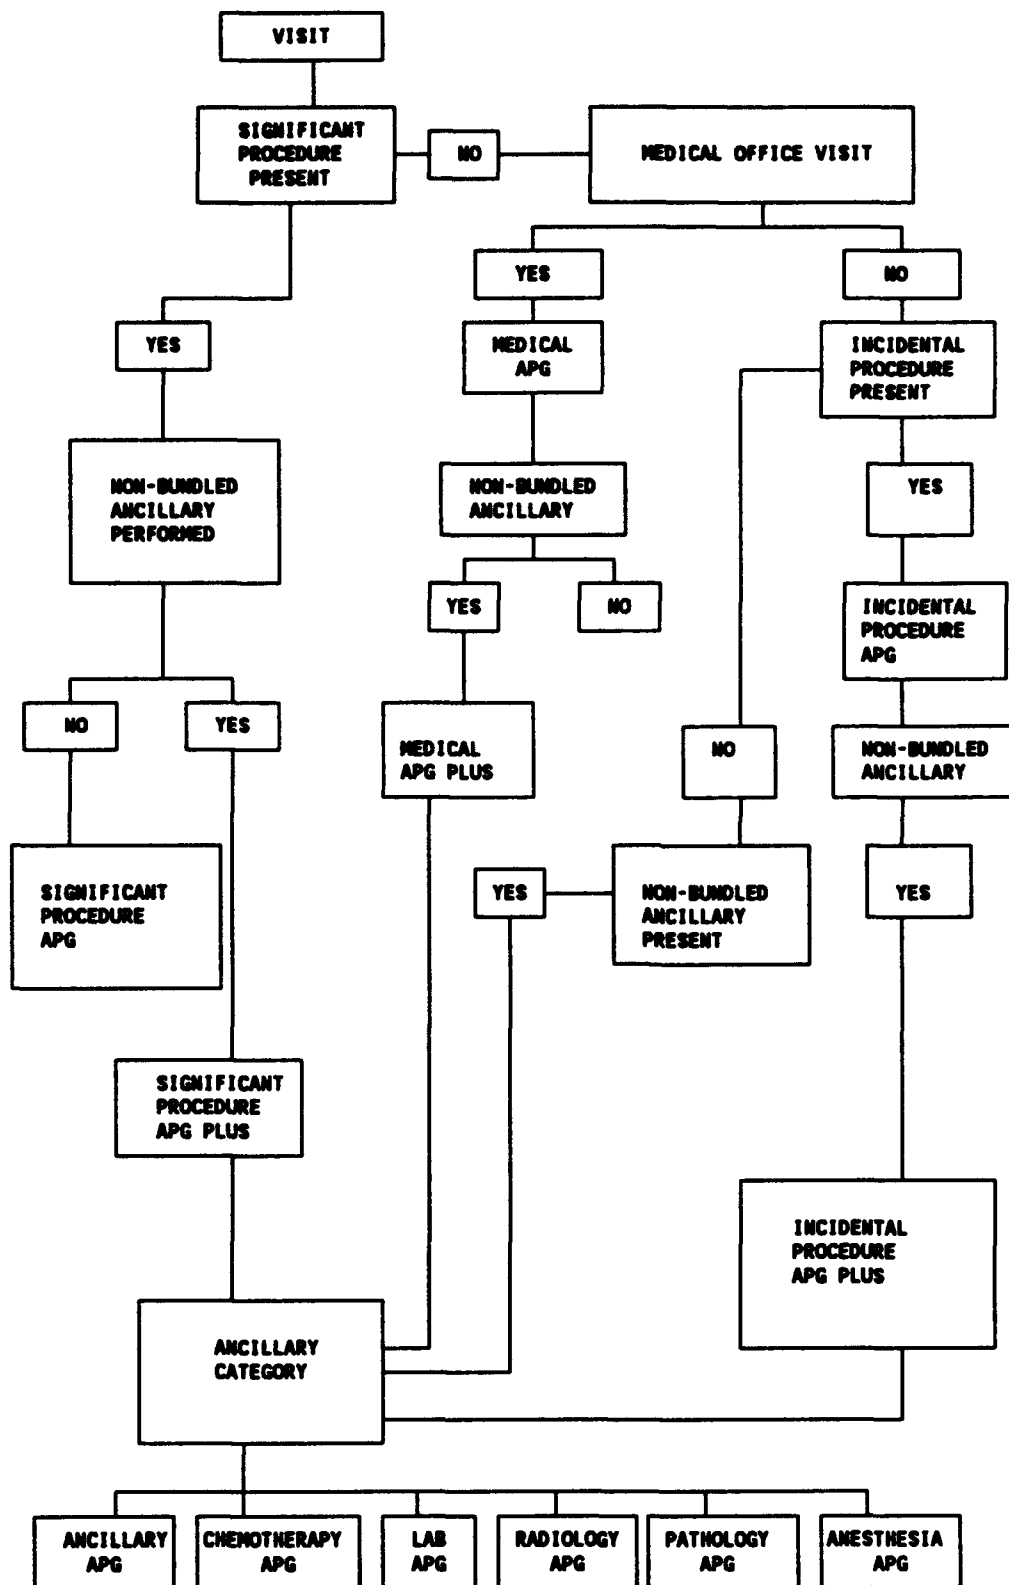 VISIT
SIGNIFICANT
PROCEDURE
PRESENT
NO
MEDICAL OFFICE VISIT
YES
NO
YES
MEDICAL
APG
INCIDENTAL
PROCEDURE
PRESENT
NON-BUNDLED
ANCILLARY
PERFORMED
NON-BUNDLED
ANCILLARY
YES
YES
NO
INCIDENTAL
PROCEDURE
APG
NO
YES
MEDICAL
APG PLUS
NO
NON-BUNDLED
ANCILLARY
SIGNIFICANT
PROCEDURE
APG
YES
NON-BUNDLED
ANCILLARY
PRESENT
YES
SIGNIFICANT
PROCEDURE
APG PLUS
INCIDENTAL
PROCEDURE
APG PLUS
ANCILLARY
CATEGORY
ANCILLARY
APG
CHEMOTHERAPY
APG
LAB
APG
RADIOLOGY
APG
PATHOLOGY
APG
ANESTHESIA
APG